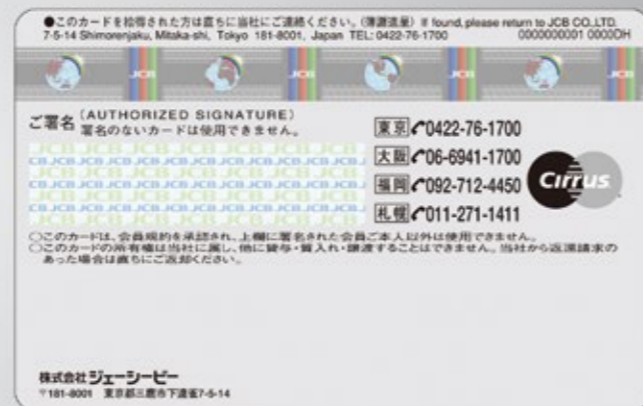 ●このカードを拾得された方は直ちに当社にご連絡ください。(薄謝進呈) If found, please return to JCB CO.,LTD.
7-5-14 Shimorenjaku, Mitaka-shi, Tokyo 181-8001, Japan TEL: 0422-76-1700 0000000001 0000OH
JCB JCB JCB JCB
ご署名 (AUTHORIZED SIGNATURE)
署名のないカードは使用できません。
東京 0422-76-1700
大阪 06-6941-1700
福岡 092-712-4450
札幌 011-271-1411
Cirrus
JCB JCB JCB JCB JCB JCB
○このカードは、会員規約を承認され、上欄に署名された会員ご本人以外は使用できません。
○このカードの所有権は当社に属し、他に貸与・質入れ・譲渡することはできません。当社から返還請求の
あった場合は直ちにご返却ください。
株式会社ジェーシービー
〒181-8001 東京都三鷹市下連雀7-5-14